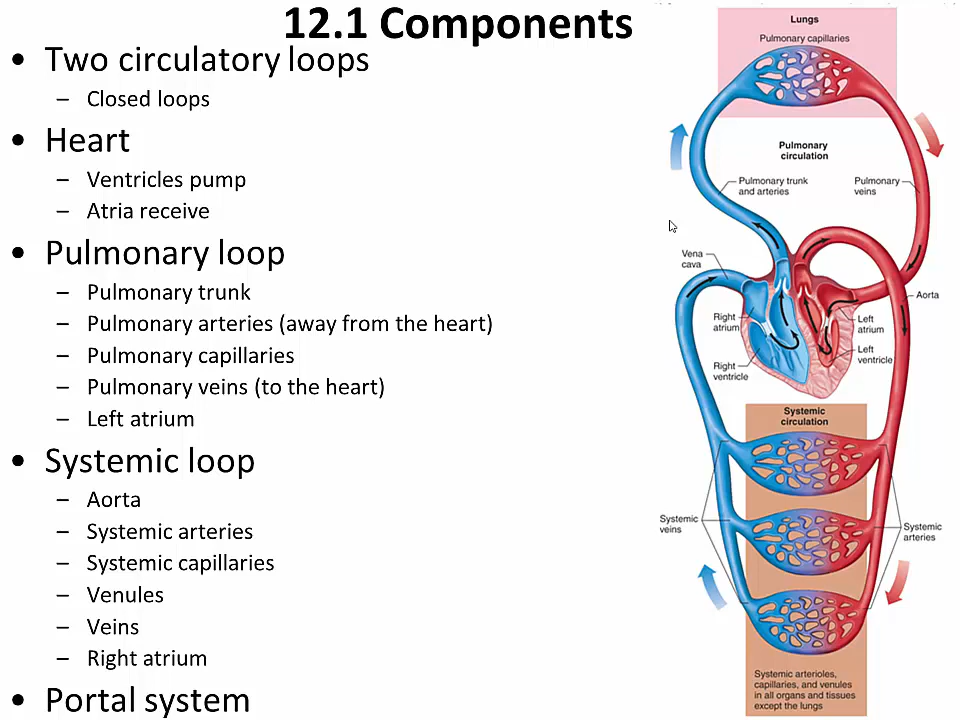 12.1 Components
• Two circulatory loops
– Closed loops
• Heart
– Ventricles pump
– Atria receive
• Pulmonary loop
– Pulmonary trunk
– Pulmonary arteries (away from the heart)
– Pulmonary capillaries
– Pulmonary veins (to the heart)
– Left atrium
• Systemic loop
– Aorta
– Systemic arteries
– Systemic capillaries
– Venules
– Veins
– Right atrium
• Portal system
Lungs
Pulmonary capillaries
Pulmonary
circulation
Pulmonary trunk
and arteries
Pulmonary
veins
Vena
cava
Aorta
Right
atrium
Left
atrium
Left
ventricle
Right
ventricle
Systemic
circulation
Systemic
veins
Systemic
arteries
Systemic arterioles,
capillaries, and venules
in all organs and tissues
except the lungs